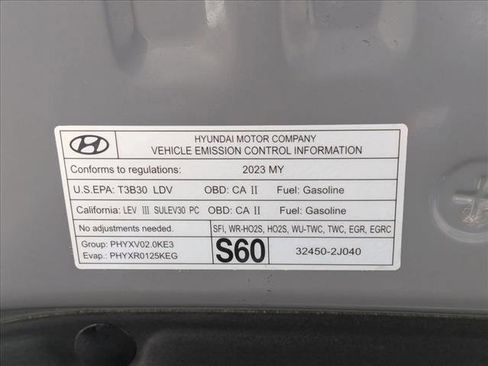 HYUNDAI MOTOR COMPANY
VEHICLE EMISSION CONTROL INFORMATION
Conforms to regulations: 2023 MY
U.S.EPA: T3B30 LDV OBD: CA II Fuel: Gasoline
California: LEV III SULEV30 PC OBD: CA II Fuel: Gasoline
No adjustments needed. SFI, WR-HO2S, HO2S, WU-TWC, TWC, EGR, EGRC
Group: PHYXV02.0KE3
Evap.: PHYXR0125KEG
S60 32450-2J040